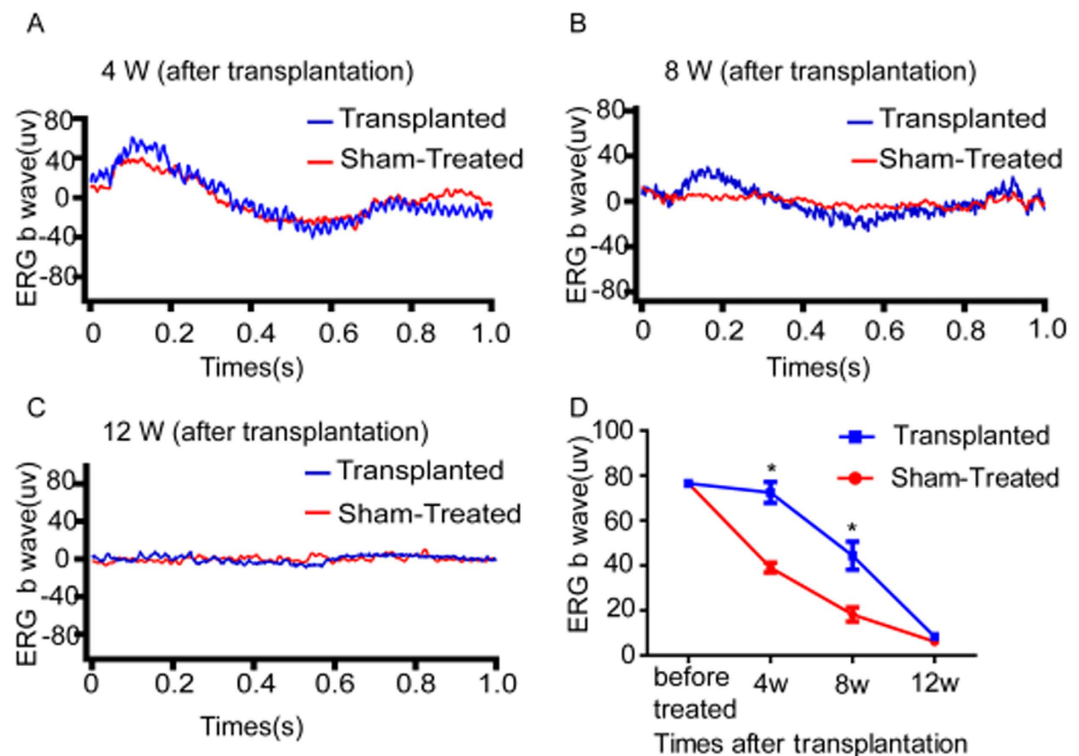 A
4 W (after transplantation)
ERG b wave(uv)
80
40
0
-40
-80
Transplanted
Sham-Treated
0 0.2 0.4 0.6 0.8 1.0
Times(s)
B
8 W (after transplantation)
ERG b wave(uv)
80
40
0
-40
-80
Transplanted
Sham-Treated
0 0.2 0.4 0.6 0.8 1.0
Times(s)
C
12 W (after transplantation)
ERG b wave(uv)
80
40
0
-40
-80
Transplanted
Sham-Treated
0 0.2 0.4 0.6 0.8 1.0
Times(s)
D
ERG b wave(uv)
100
80
60
40
20
0
Transplanted
Sham-Treated
*
*
before
treated
4w 8w 12w
Times after transplantation